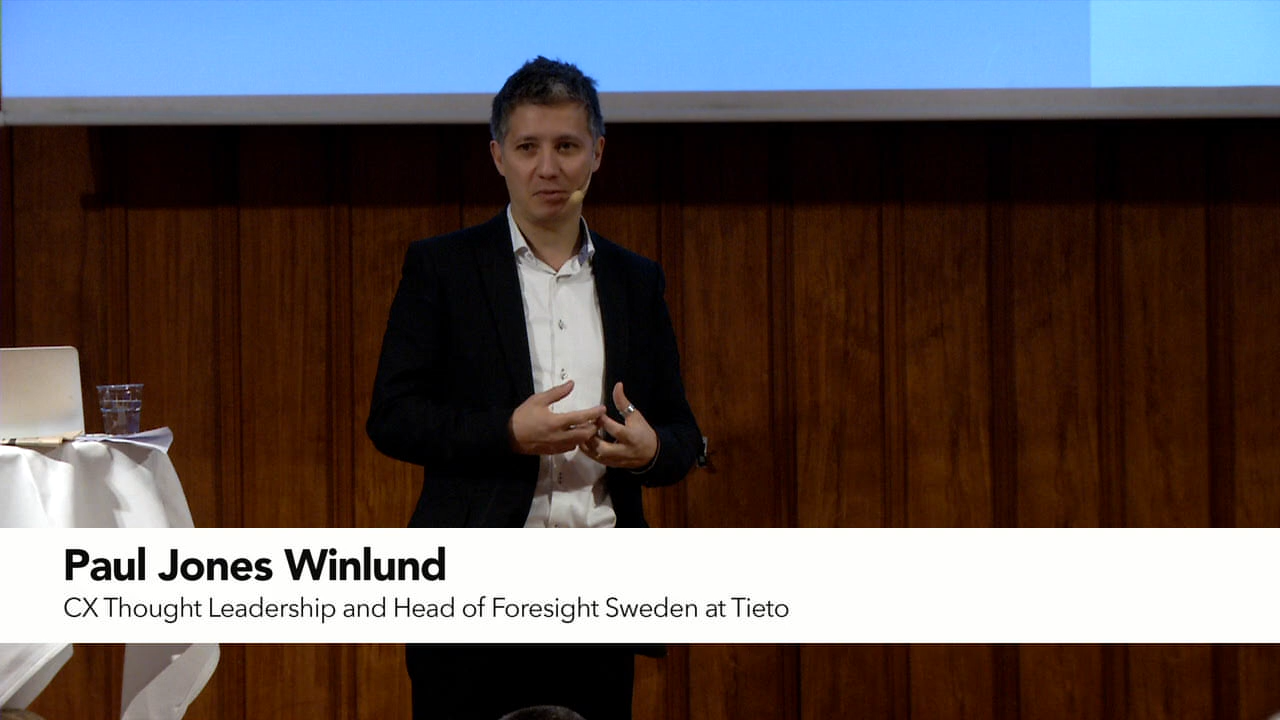 Paul Jones Winlund
CX Thought Leadership and Head of Foresight Sweden at Tieto